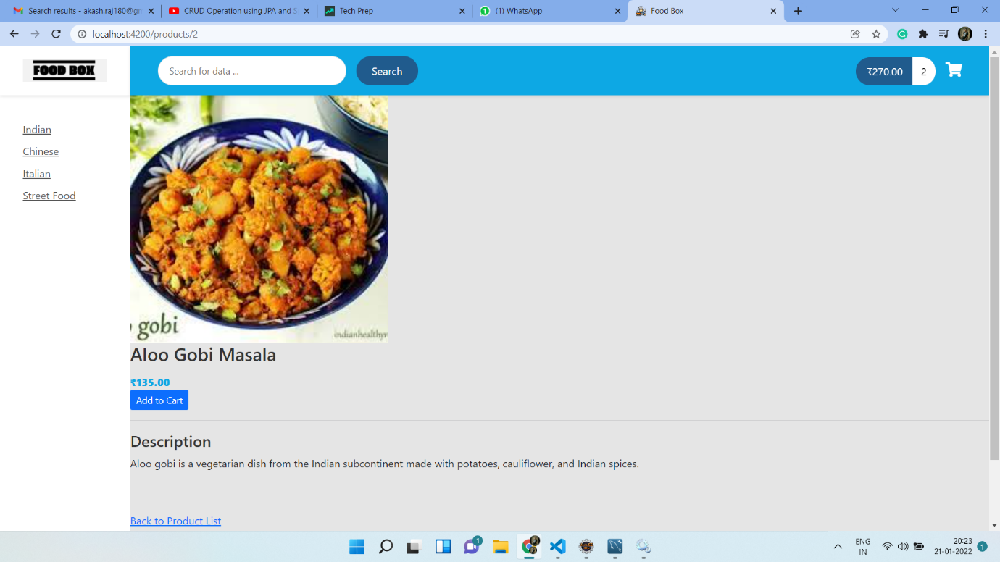 Search results - akash.raj180@gm
CRUD Operation using JPA and S
Tech Prep
(1) WhatsApp
Food Box
localhost:4200/products/2
FOOD BOX
Search for data ...
Search
₹270.00
2
Indian
Chinese
Italian
Street Food
gobi
indianhealthyr
Aloo Gobi Masala
₹135.00
Add to Cart
Description
Aloo gobi is a vegetarian dish from the Indian subcontinent made with potatoes, cauliflower, and Indian spices.
Back to Product List
1
ENG
IN
20:23
21-01-2022
1